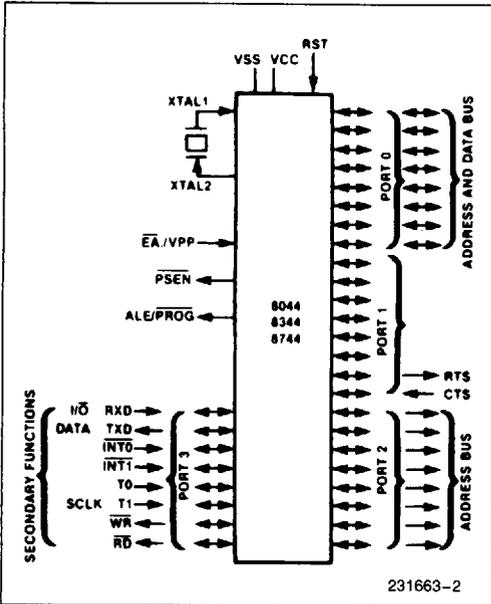 RST
VSS VCC
XTAL1
XTAL2
EA/VPP
PSEN
ALE/PROG
8044
8344
8744
PORT 0
ADDRESS AND DATA BUS
PORT 1
RTS
CTS
SECONDARY FUNCTIONS
I/O RXD
DATA TXD
INT0
INT1
T0
SCLK T1
WR
RD
PORT 3
PORT 2
ADDRESS BUS
231663-2